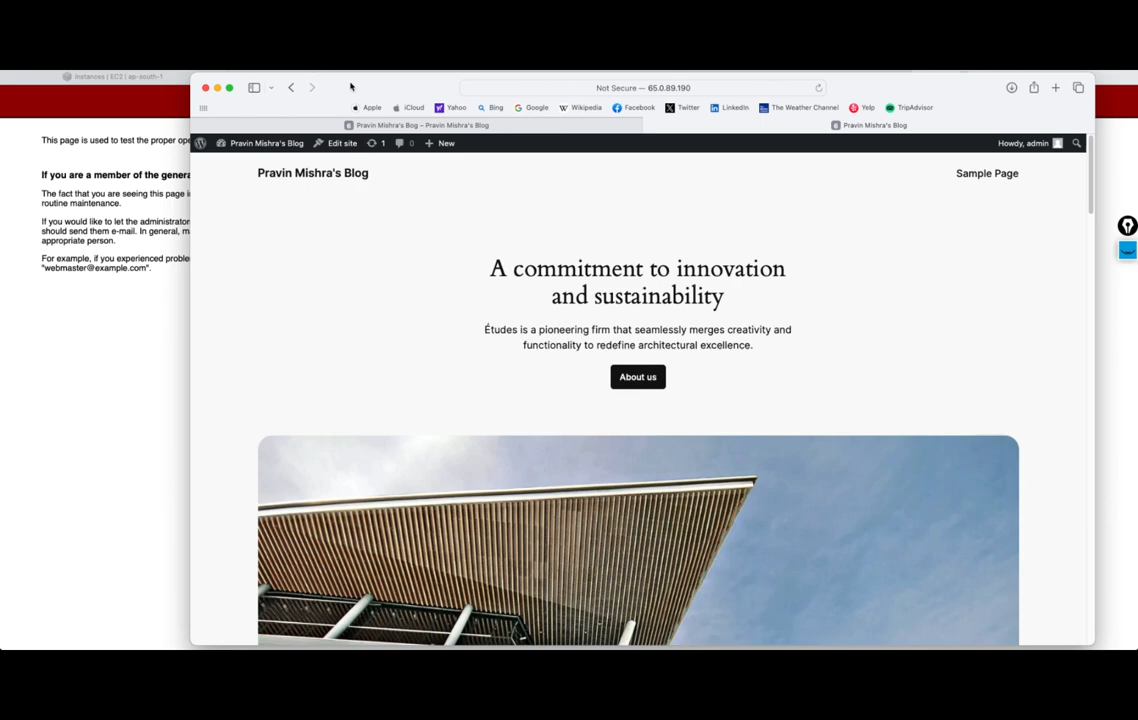 Instances | EC2 | ap-south-1
Not Secure — 65.0.89.190
Apple iCloud Yahoo Bing Google Wikipedia Facebook Twitter LinkedIn The Weather Channel Yelp TripAdvisor
Pravin Mishra's Bog – Pravin Mishra's Blog
Pravin Mishra's Blog
Pravin Mishra's Blog Edit site 1 0 New
Howdy, admin
Pravin Mishra's Blog
Sample Page
A commitment to innovation
and sustainability
Études is a pioneering firm that seamlessly merges creativity and
functionality to redefine architectural excellence.
About us
This page is used to test the proper ope
If you are a member of the genera
The fact that you are seeing this page i
routine maintenance.
If you would like to let the administrator
should send them e-mail. In general, m
appropriate person.
For example, if you experienced proble
"webmaster@example.com".